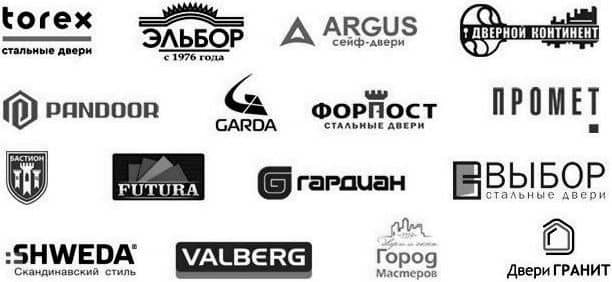 torex
стальные двери
ЭЛЬБОР
с 1976 года
ARGUS
сейф-двери
ДВЕРНОЙ КОНТИНЕНТ
PANDOOR
GARDA
ФОРПОСТ
СТАЛЬНЫЕ ДВЕРИ
ПРОМЕТ
БАСТИОН
FUTURA
гардиан
ВЫБОР
стальные двери
:SHWEDA®
Скандинавский стиль
VALBERG
Город
Мастеров
Двери ГРАНИТ